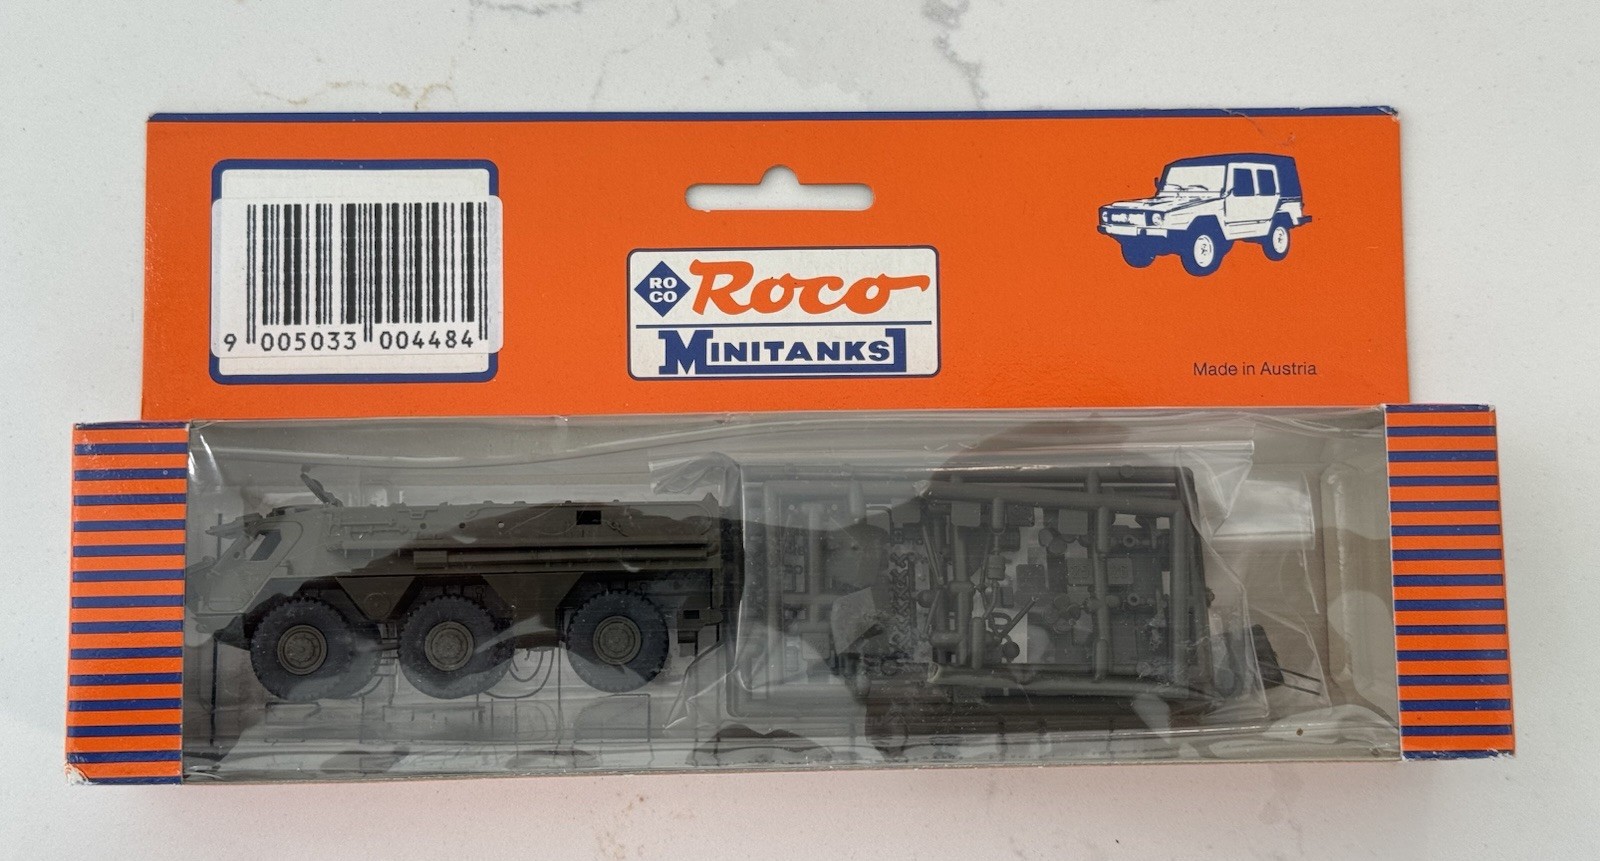 9 005033 004484
RO
CO
Roco
MINITANKS
Made in Austria